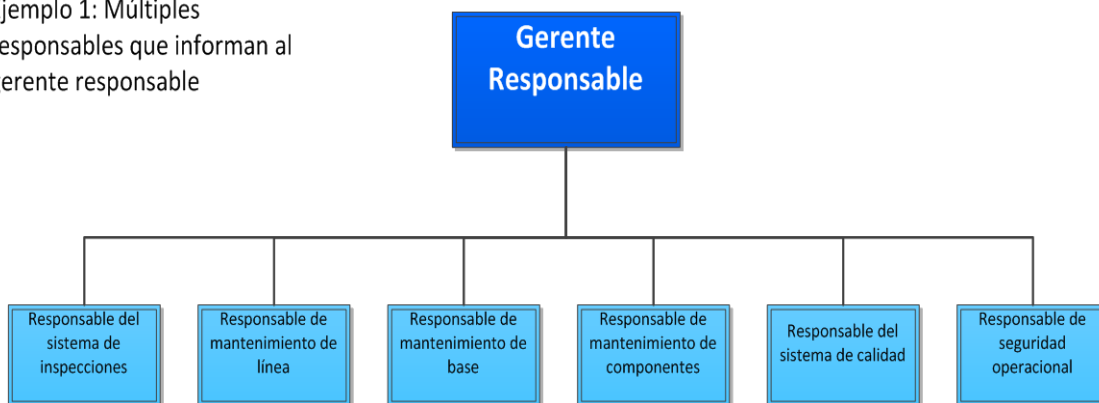 jemplo 1: Múltiples
esponsables que informan al
erente responsable
Gerente
Responsable
Responsable del
sistema de
inspecciones
Responsable de
mantenimiento de
línea
Responsable de
mantenimiento de
base
Responsable de
mantenimiento de
componentes
Responsable del
sistema de calidad
Responsable de
seguridad
operacional